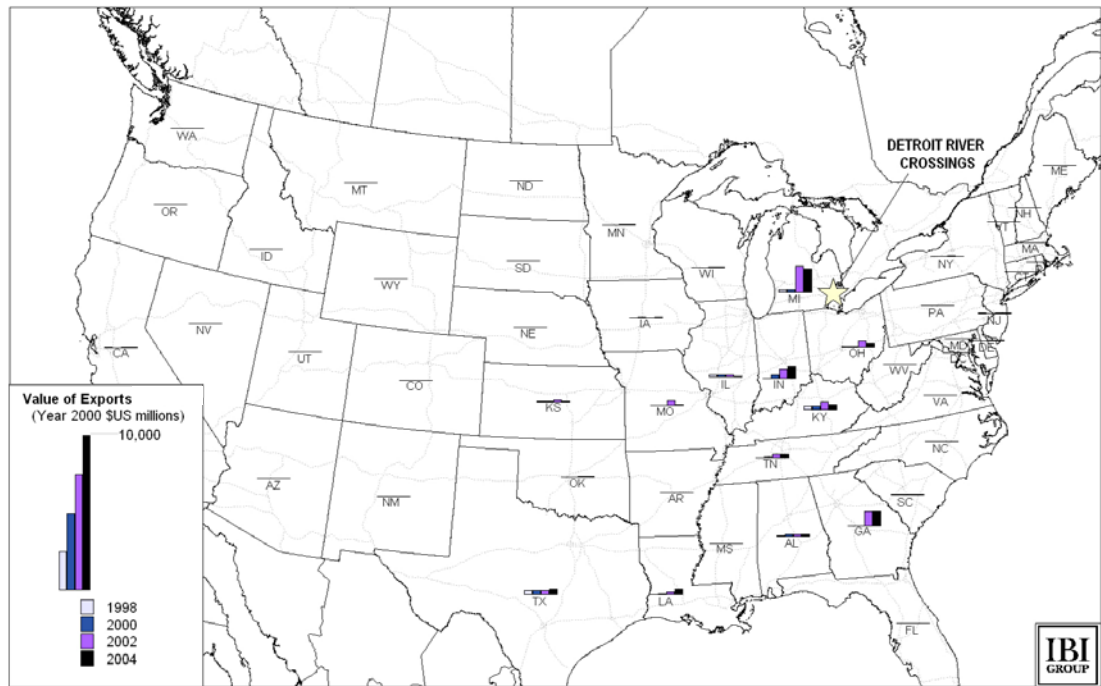 DETROIT RIVER
CROSSINGS
WA
MT
ND
MN
ME
OR
ID
WY
SD
WI
MI
NY
VT
NH
MA
NV
UT
NE
IA
PA
NJ
CA
CO
KS
MO
IL
IN
OH
MD
DE
WV
KY
VA
AZ
NM
OK
AR
TN
NC
SC
TX
LA
MS
AL
GA
FL
Value of Exports
(Year 2000 $US millions)
10,000
1998
2000
2002
2004
IBI
GROUP